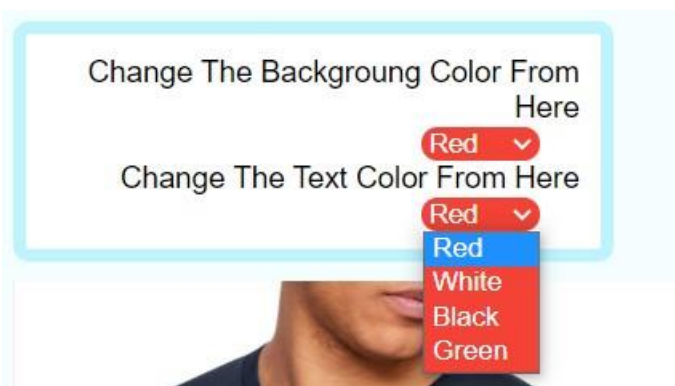 Change The Backgroung Color From
Here
Red
Change The Text Color From Here
Red
Red
White
Black
Green